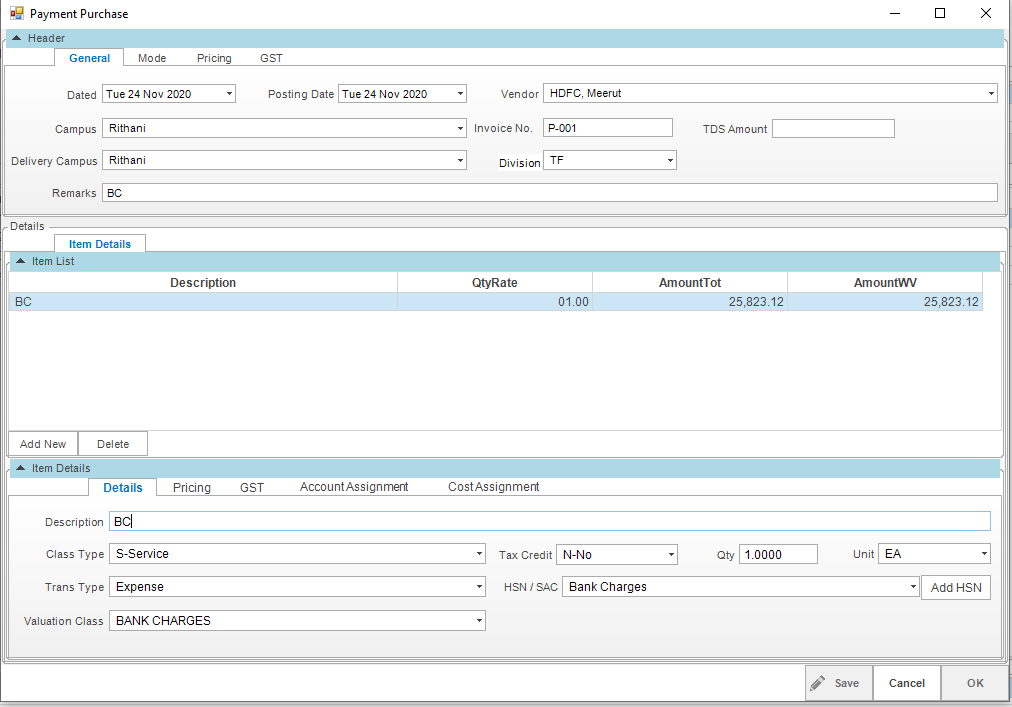 Payment Purchase
Header
General Mode Pricing GST
Dated Tue 24 Nov 2020 Posting Date Tue 24 Nov 2020 Vendor HDFC, Meerut
Campus Rithani Invoice No. P-001 TDS Amount
Delivery Campus Rithani Division TF
Remarks BC
Details
Item Details
Item List
Description QtyRate AmountTot AmountWV
BC 01.00 25,823.12 25,823.12
Add New Delete
Item Details
Details Pricing GST Account Assignment Cost Assignment
Description BC
Class Type S-Service Tax Credit N-No Qty 1.0000 Unit EA
Trans Type Expense HSN / SAC Bank Charges Add HSN
Valuation Class BANK CHARGES
Save Cancel OK